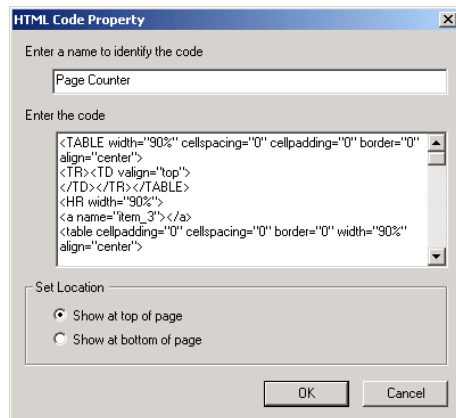 HTML Code Property
Enter a name to identify the code
Page Counter
Enter the code
<TABLE width="90%" cellspacing="0" cellpadding="0" border="0"
align="center">
<TR><TD valign="top">
</TD></TR></TABLE>
<HR width="90%">
<a name="item_3"></a>
<table cellpadding="0" cellspacing="0" border="0" width="90%"
align="center">
Set Location
Show at top of page
Show at bottom of page
OK Cancel